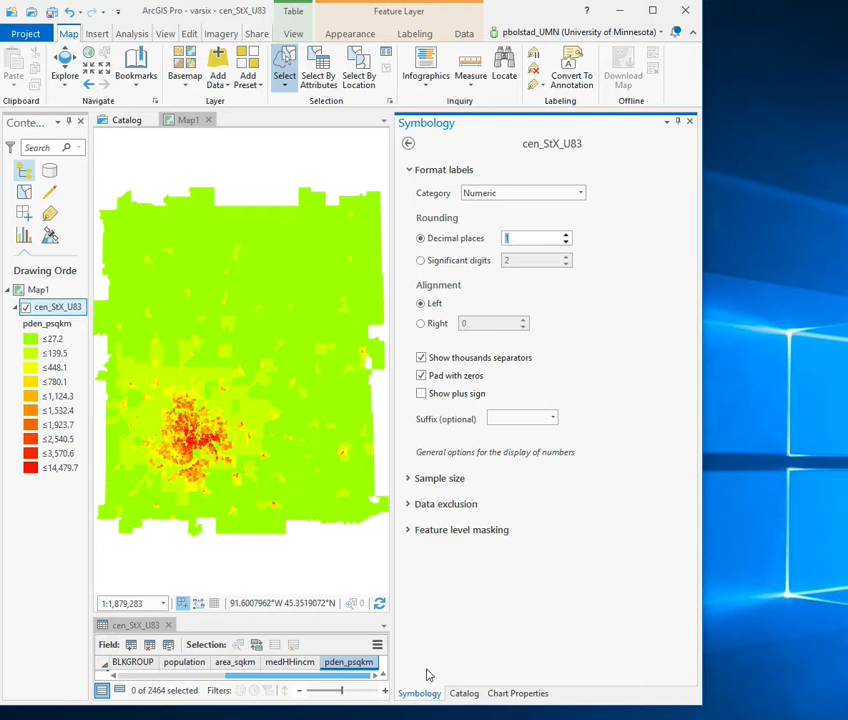 ArcGIS Pro - varsix - cen_StX_U83
Table
Feature Layer
?
Project
Map
Insert
Analysis
View
Edit
Imagery
Share
View
Appearance
Labeling
Data
pbolstad_UMN (University of Minnesota)
Paste
Explore
Bookmarks
Basemap
Add Data
Add Preset
Select
Select By Attributes
Select By Location
Infographics
Measure
Locate
Convert To Annotation
Download Map
Clipboard
Navigate
Layer
Selection
Inquiry
Labeling
Offline
Conte...
Search
Drawing Orde
Map1
cen_StX_U83
pden_psqkm
≤27.2
≤139.5
≤448.1
≤780.1
≤1,124.3
≤1,532.4
≤1,923.7
≤2,540.5
≤3,570.6
≤14,479.7
Catalog
Map1
1:1,879,283
91.6007962°W 45.3519072°N
0
cen_StX_U83
Field:
Selection:
BLKGROUP
population
area_sqkm
medHHincm
pden_psqkm
0 of 2464 selected
Filters:
Symbology
cen_StX_U83
Format labels
Category
Numeric
Rounding
Decimal places
1
Significant digits
2
Alignment
Left
Right
0
Show thousands separators
Pad with zeros
Show plus sign
Suffix (optional)
General options for the display of numbers
Sample size
Data exclusion
Feature level masking
Symbology
Catalog
Chart Properties